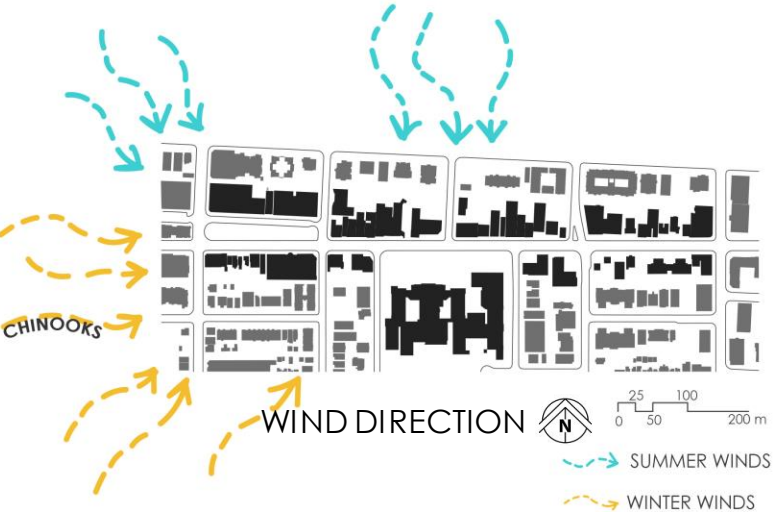 CHINOOKS
WIND DIRECTION
N
25 100
0 50 200 m
SUMMER WINDS
WINTER WINDS